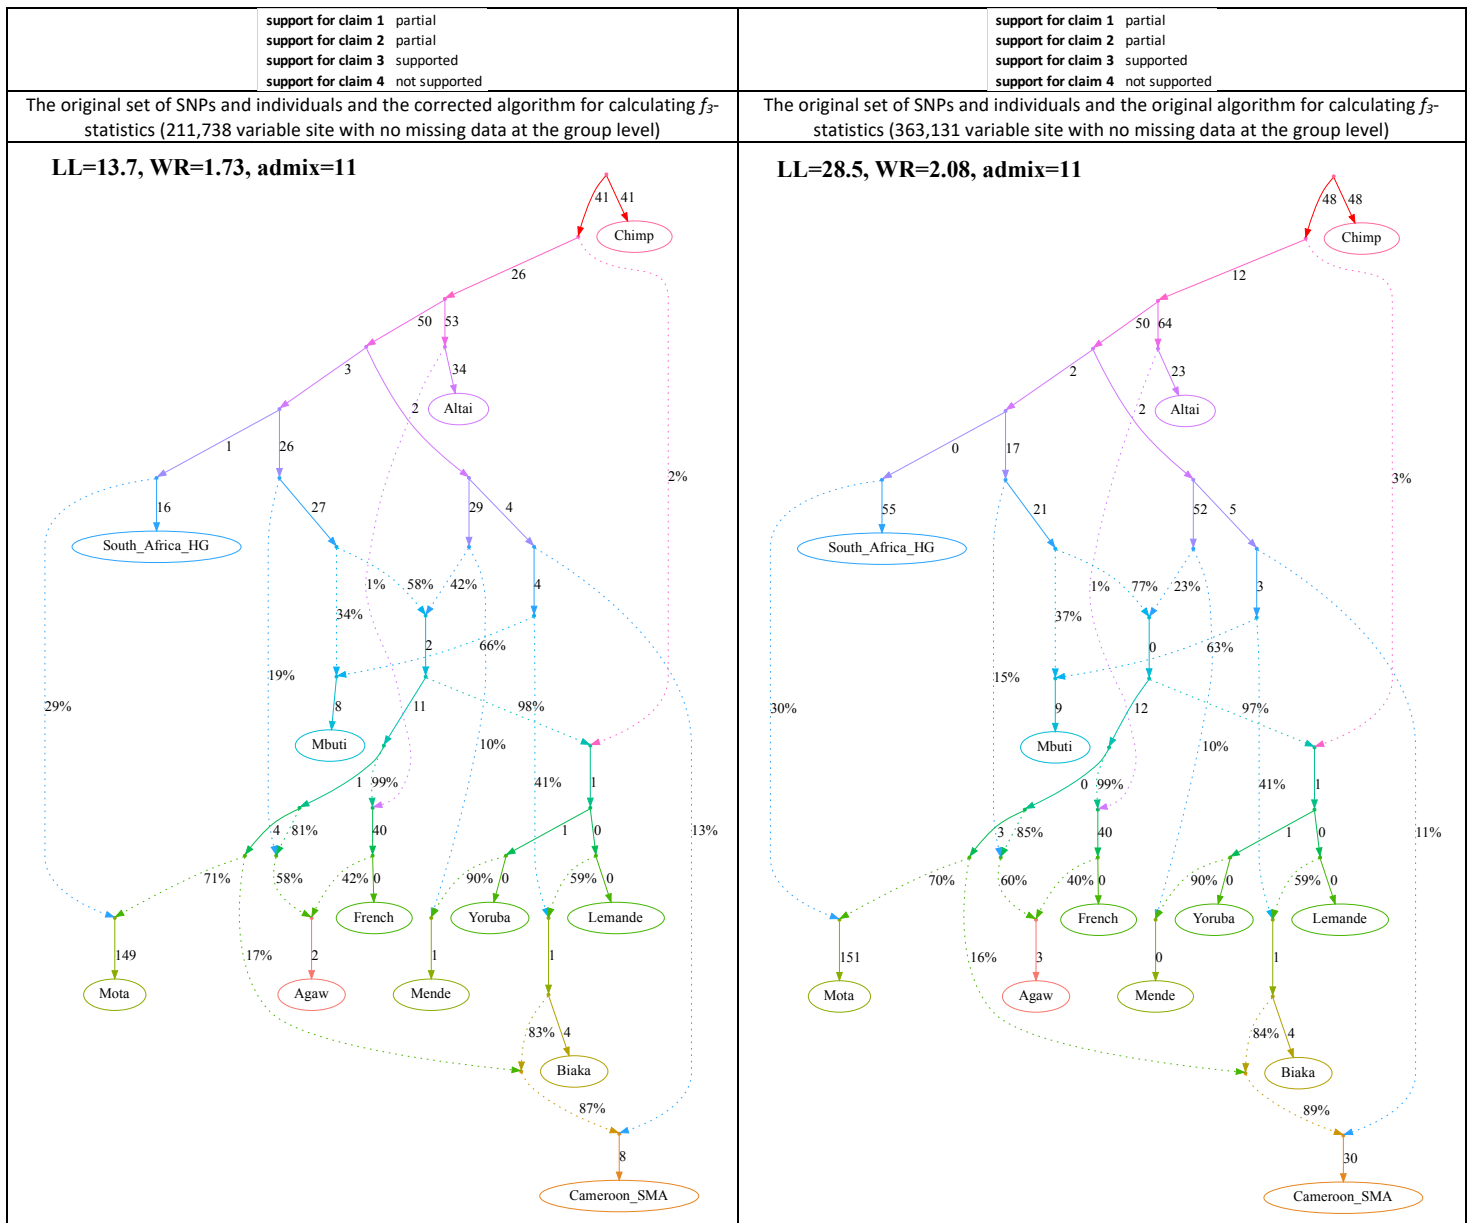 support for claim 1 partial
support for claim 2 partial
support for claim 3 supported
support for claim 4 not supported
The original set of SNPs and individuals and the corrected algorithm for calculating f3-
statistics (211,738 variable site with no missing data at the group level)
LL=13.7, WR=1.73, admix=11
41 41
Chimp
26
50 53
3
34
2
Altai
1
26
2%
16
27
29
4
South_Africa_HG
1%
58%
42%
4
34%
2
66%
19%
29%
8
11
98%
Mbuti
10%
1
99%
41%
1
4
81%
40
1
0
13%
71%
58%
42%
0
90%
0
59%
0
French
Yoruba
Lemande
17%
149
2
1
1
Mota
Agaw
Mende
83%
4
Biaka
87%
8
Cameroon_SMA
support for claim 1 partial
support for claim 2 partial
support for claim 3 supported
support for claim 4 not supported
The original set of SNPs and individuals and the original algorithm for calculating f3-
statistics (363,131 variable site with no missing data at the group level)
LL=28.5, WR=2.08, admix=11
48 48
Chimp
12
50 64
2
23
2
Altai
0
17
3%
55
21
52
5
South_Africa_HG
1%
77%
23%
3
37%
0
63%
15%
30%
9
12
97%
Mbuti
10%
0
99%
41%
1
3
85%
40
1
0
11%
70%
60%
40%
0
90%
0
59%
0
French
Yoruba
Lemande
16%
151
3
0
1
Mota
Agaw
Mende
84%
4
Biaka
89%
30
Cameroon_SMA